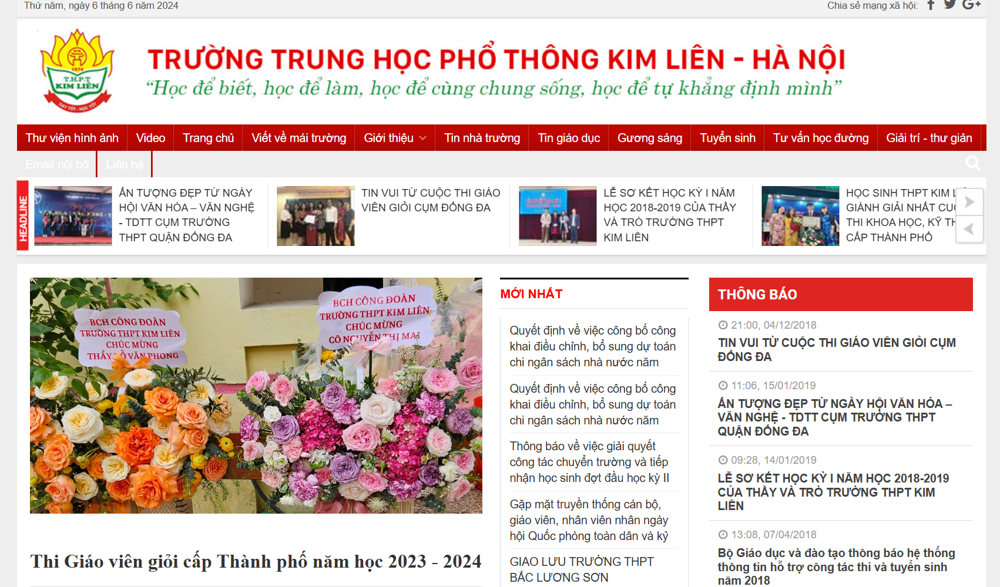 Thứ năm, ngày 6 tháng 6 năm 2024
Chia sẻ mạng xã hội:
1974
T.H.P.T
KIM LIÊN
DẠY TỐT - HỌC TỐT
TRƯỜNG TRUNG HỌC PHỔ THÔNG KIM LIÊN - HÀ NỘI
“Học để biết, học để làm, học để cùng chung sống, học để tự khẳng định mình”
Thư viện hình ảnh Video Trang chủ Viết về mái trường Giới thiệu Tin nhà trường Tin giáo dục Gương sáng Tuyển sinh Tư vấn học đường Giải trí - thư giản
Email nội bộ Liên hệ
HEADLINE
ẤN TƯỢNG ĐẸP TỪ NGÀY
HỘI VĂN HÓA – VĂN NGHỆ
- TDTT CỤM TRƯỜNG
THPT QUẬN ĐỐNG ĐA
TIN VUI TỪ CUỘC THI GIÁO
VIÊN GIỎI CỤM ĐỐNG ĐA
LỄ SƠ KẾT HỌC KỲ I NĂM
HỌC 2018-2019 CỦA THẦY
VÀ TRÒ TRƯỜNG THPT
KIM LIÊN
HỌC SINH THPT KIM
GIÀNH GIẢI NHẤT
THI KHOA HỌC, KỸ
CẤP THÀNH PHỐ
BCH CÔNG ĐOÀN
TRƯỜNG THPT KIM LIÊN
CHÚC MỪNG
THẦY ĐỖ VĂN PHONG
BCH CÔNG ĐOÀN
TRƯỜNG THPT KIM LIÊN
CHÚC MỪNG
CÔ NGUYỄN THỊ MAI
Thi Giáo viên giỏi cấp Thành phố năm học 2023 - 2024
MỚI NHẤT
Quyết định về việc công bố công
khai điều chỉnh, bổ sung dự toán
chi ngân sách nhà nước năm
Quyết định về việc công bố công
khai điều chỉnh, bổ sung dự toán
chi ngân sách nhà nước năm
Thông báo về việc giải quyết
công tác chuyển trường và tiếp
nhận học sinh đợt đầu học kỳ II
Gặp mặt truyền thống cán bộ,
giáo viên, nhân viên nhân ngày
hội Quốc phòng toàn dân và kỷ
GIAO LƯU TRƯỜNG THPT
BẮC LƯƠNG SƠN
THÔNG BÁO
21:00, 04/12/2018
TIN VUI TỪ CUỘC THI GIÁO VIÊN GIỎI CỤM
ĐỐNG ĐA
11:06, 15/01/2019
ẤN TƯỢNG ĐẸP TỪ NGÀY HỘI VĂN HÓA –
VĂN NGHỆ - TDTT CỤM TRƯỜNG THPT
QUẬN ĐỐNG ĐA
09:28, 14/01/2019
LỄ SƠ KẾT HỌC KỲ I NĂM HỌC 2018-2019
CỦA THẦY VÀ TRÒ TRƯỜNG THPT KIM
LIÊN
13:08, 07/04/2018
Bộ Giáo dục và đào tạo thông báo hệ thống
thông tin hỗ trợ công tác thi và tuyển sinh
năm 2018